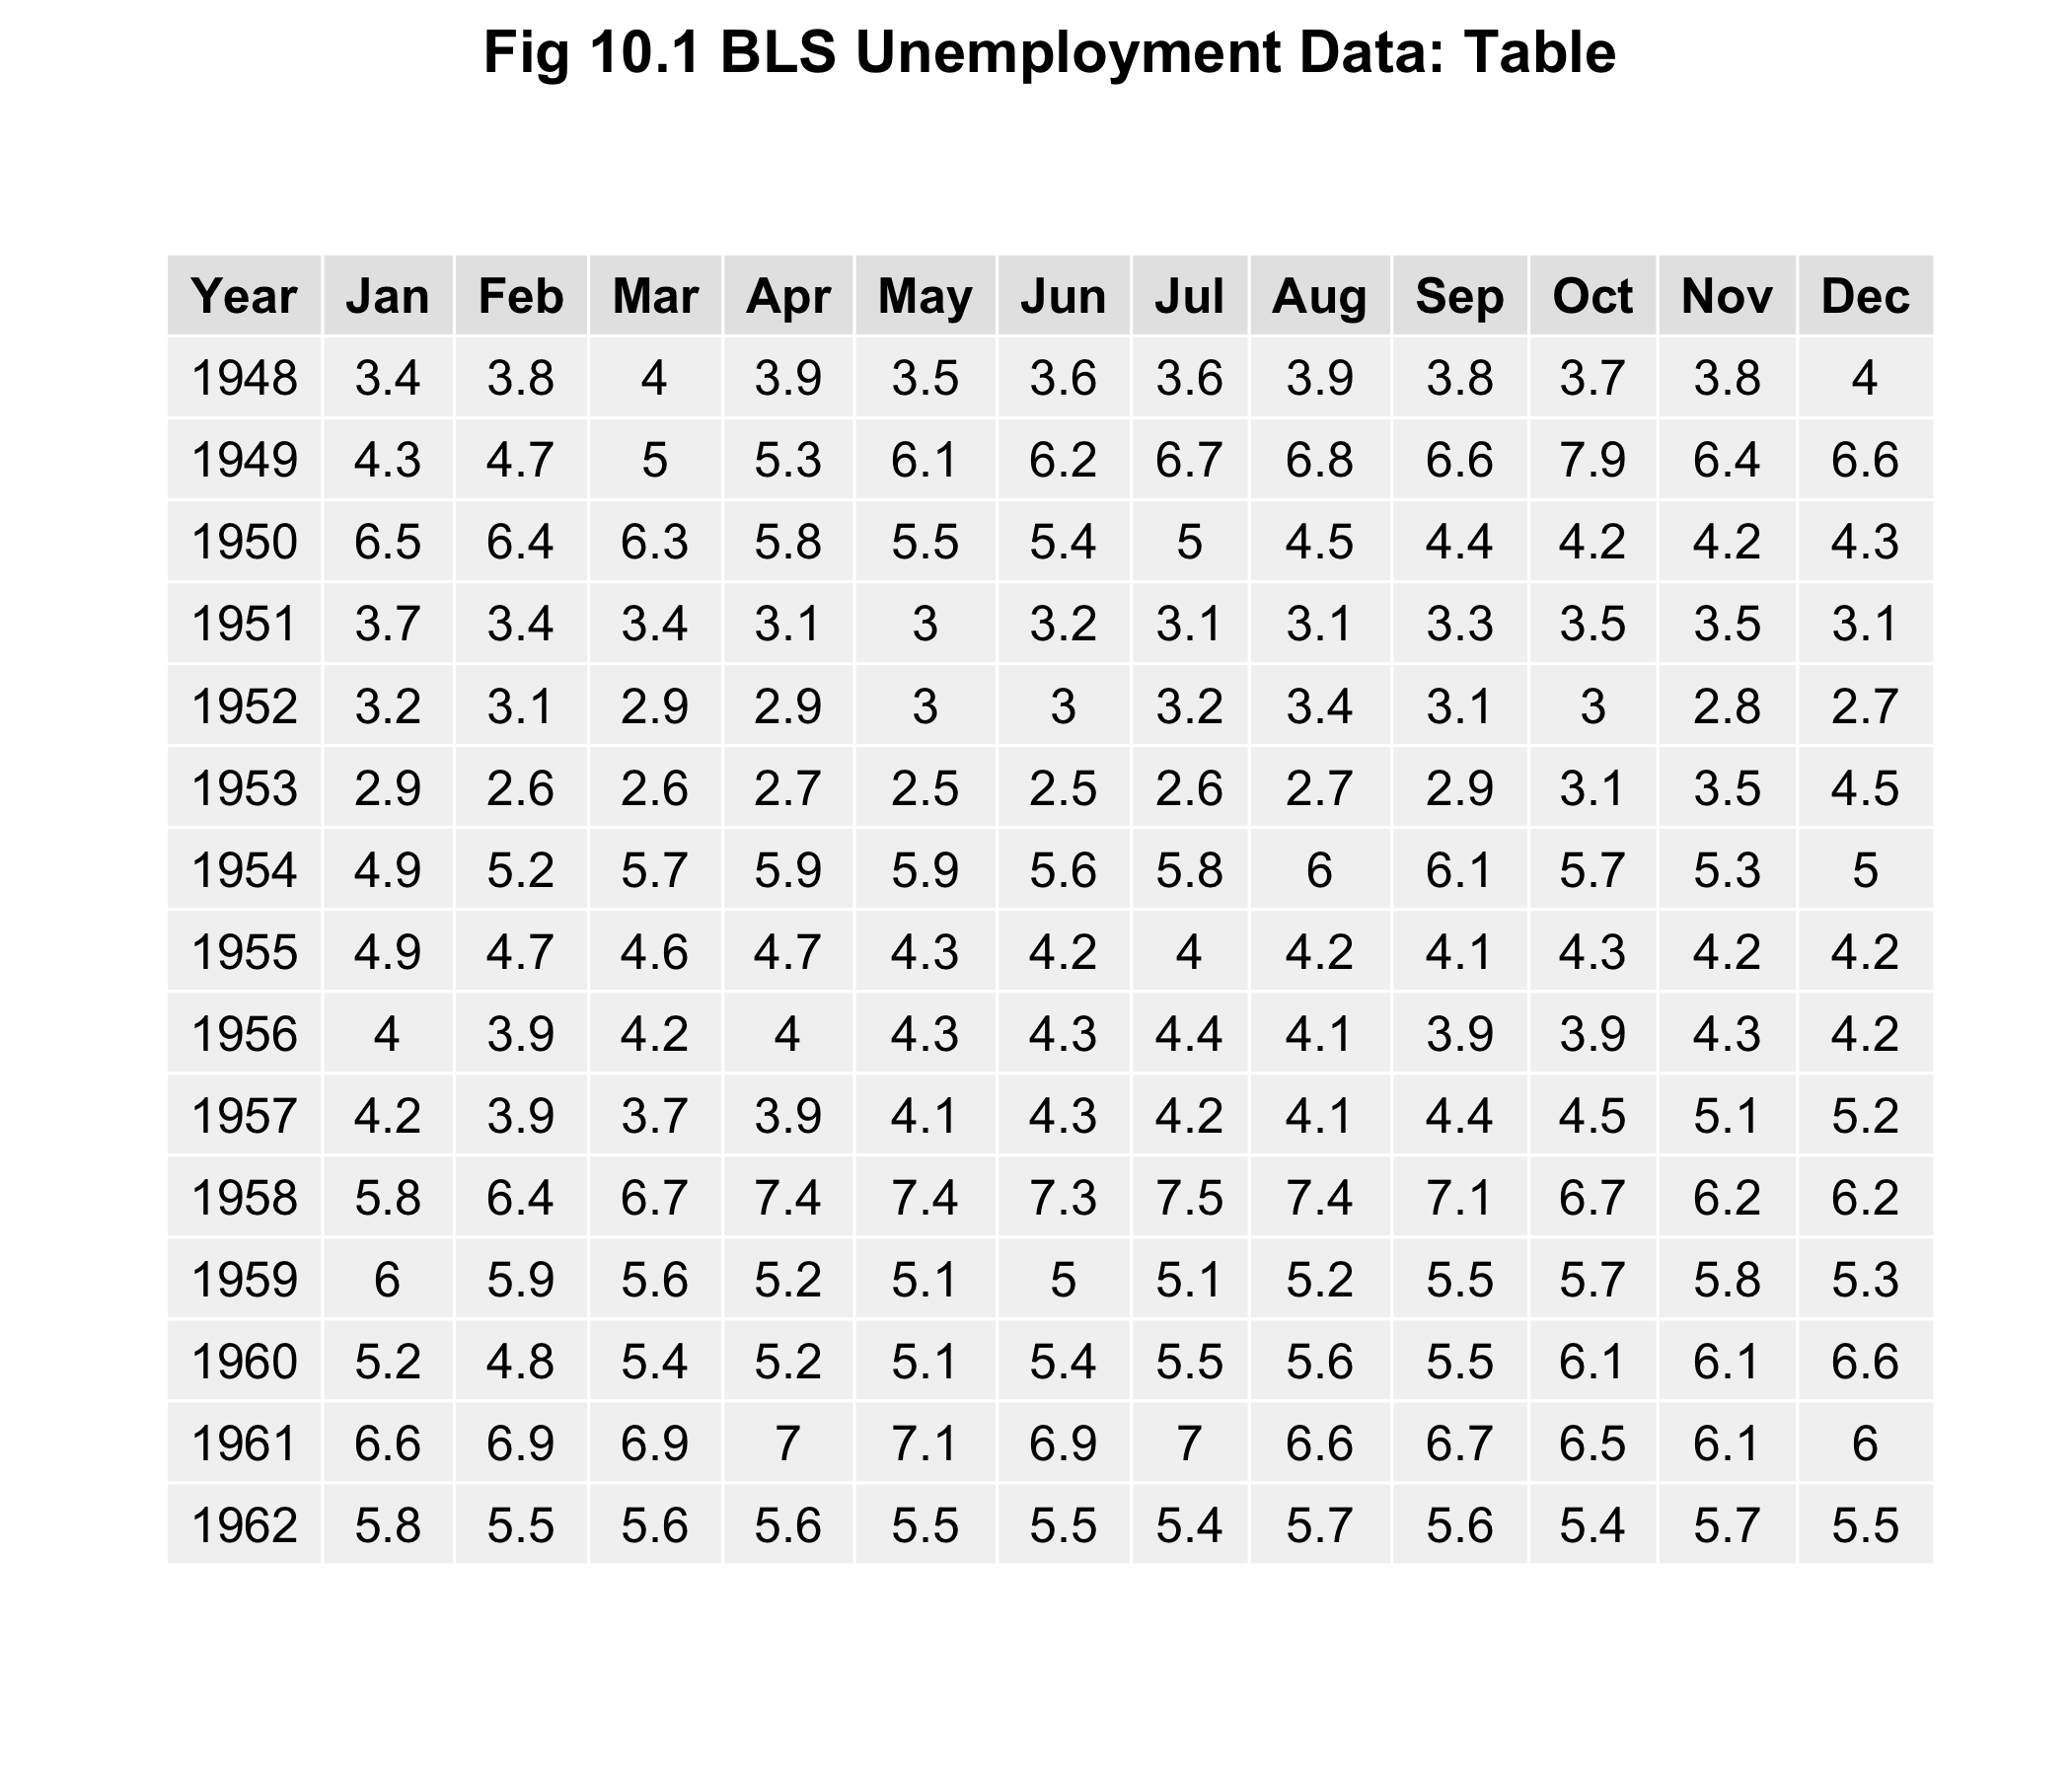 Fig 10.1 BLS Unemployment Data: Table
Year Jan Feb Mar Apr May Jun Jul Aug Sep Oct Nov Dec
1948 3.4 3.8 4 3.9 3.5 3.6 3.6 3.9 3.8 3.7 3.8 4
1949 4.3 4.7 5 5.3 6.1 6.2 6.7 6.8 6.6 7.9 6.4 6.6
1950 6.5 6.4 6.3 5.8 5.5 5.4 5 4.5 4.4 4.2 4.2 4.3
1951 3.7 3.4 3.4 3.1 3 3.2 3.1 3.1 3.3 3.5 3.5 3.1
1952 3.2 3.1 2.9 2.9 3 3 3.2 3.4 3.1 3 2.8 2.7
1953 2.9 2.6 2.6 2.7 2.5 2.5 2.6 2.7 2.9 3.1 3.5 4.5
1954 4.9 5.2 5.7 5.9 5.9 5.6 5.8 6 6.1 5.7 5.3 5
1955 4.9 4.7 4.6 4.7 4.3 4.2 4 4.2 4.1 4.3 4.2 4.2
1956 4 3.9 4.2 4 4.3 4.3 4.4 4.1 3.9 3.9 4.3 4.2
1957 4.2 3.9 3.7 3.9 4.1 4.3 4.2 4.1 4.4 4.5 5.1 5.2
1958 5.8 6.4 6.7 7.4 7.4 7.3 7.5 7.4 7.1 6.7 6.2 6.2
1959 6 5.9 5.6 5.2 5.1 5 5.1 5.2 5.5 5.7 5.8 5.3
1960 5.2 4.8 5.4 5.2 5.1 5.4 5.5 5.6 5.5 6.1 6.1 6.6
1961 6.6 6.9 6.9 7 7.1 6.9 7 6.6 6.7 6.5 6.1 6
1962 5.8 5.5 5.6 5.6 5.5 5.5 5.4 5.7 5.6 5.4 5.7 5.5